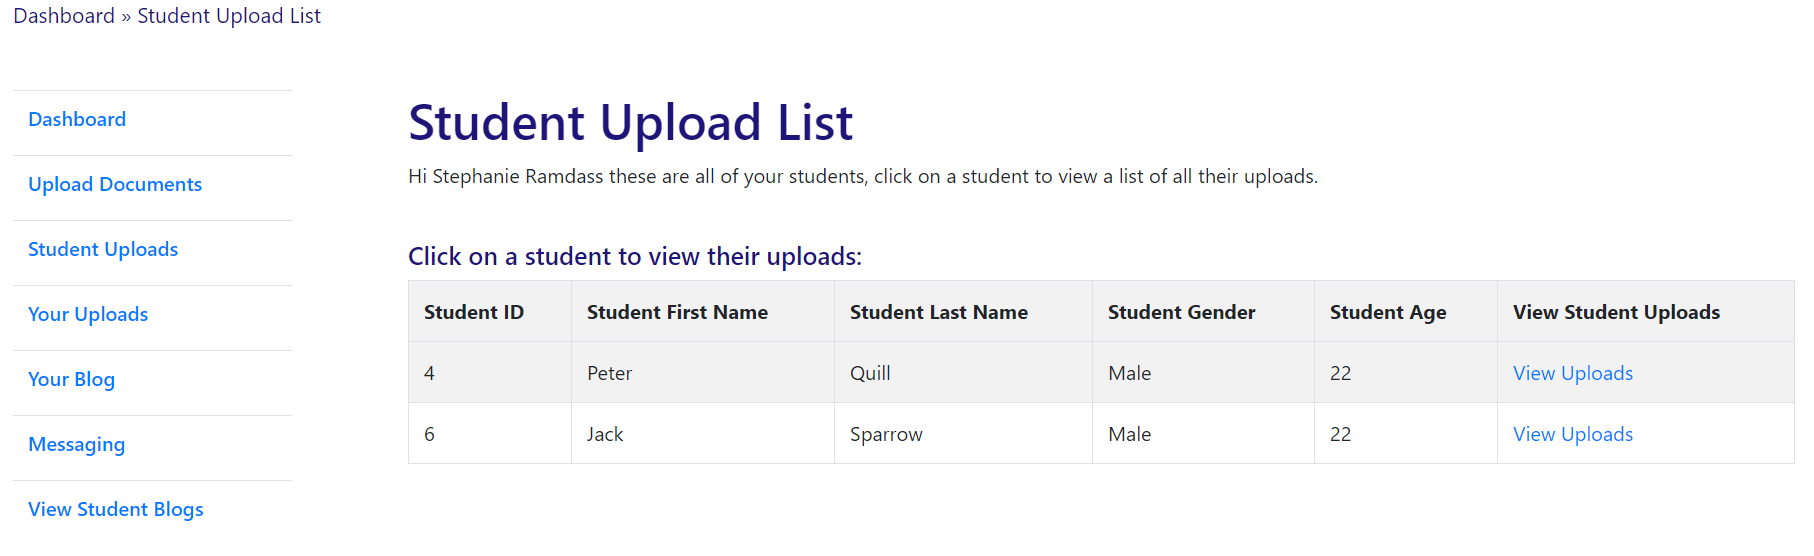 Dashboard » Student Upload List
Dashboard
Upload Documents
Student Uploads
Your Uploads
Your Blog
Messaging
View Student Blogs
Student Upload List
Hi Stephanie Ramdass these are all of your students, click on a student to view a list of all their uploads.
Click on a student to view their uploads:
Student ID Student First Name Student Last Name Student Gender Student Age View Student Uploads
4 Peter Quill Male 22 View Uploads
6 Jack Sparrow Male 22 View Uploads